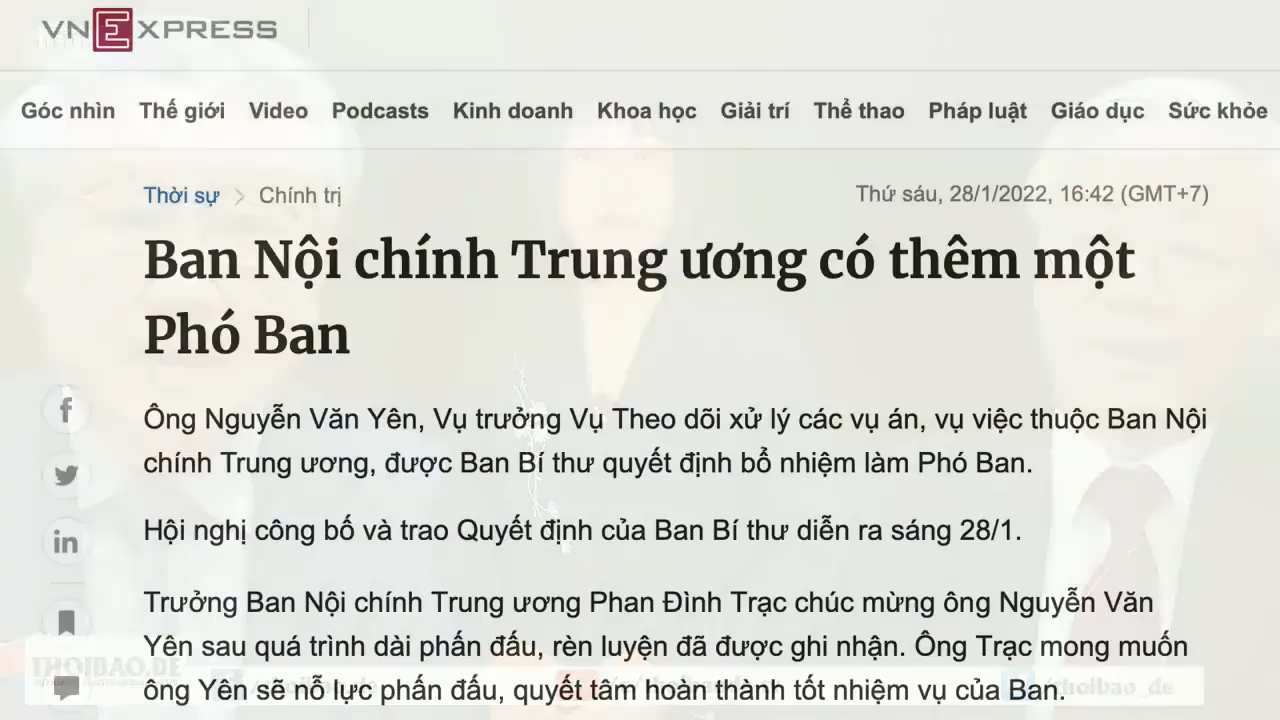 VNEXPRESS
Góc nhìn Thế giới Video Podcasts Kinh doanh Khoa học Giải trí Thể thao Pháp luật Giáo dục Sức khỏe
Thời sự > Chính trị
Thứ sáu, 28/1/2022, 16:42 (GMT+7)
Ban Nội chính Trung ương có thêm một
Phó Ban
Ông Nguyễn Văn Yên, Vụ trưởng Vụ Theo dõi xử lý các vụ án, vụ việc thuộc Ban Nội
chính Trung ương, được Ban Bí thư quyết định bổ nhiệm làm Phó Ban.
Hội nghị công bố và trao Quyết định của Ban Bí thư diễn ra sáng 28/1.
Trưởng Ban Nội chính Trung ương Phan Đình Trạc chúc mừng ông Nguyễn Văn
Yên sau quá trình dài phấn đấu, rèn luyện đã được ghi nhận. Ông Trạc mong muốn
THOIBAO.DE
ông Yên sẽ nỗ lực phấn đấu, quyết tâm hoàn thành tốt nhiệm vụ của Ban.
/thoibao_de